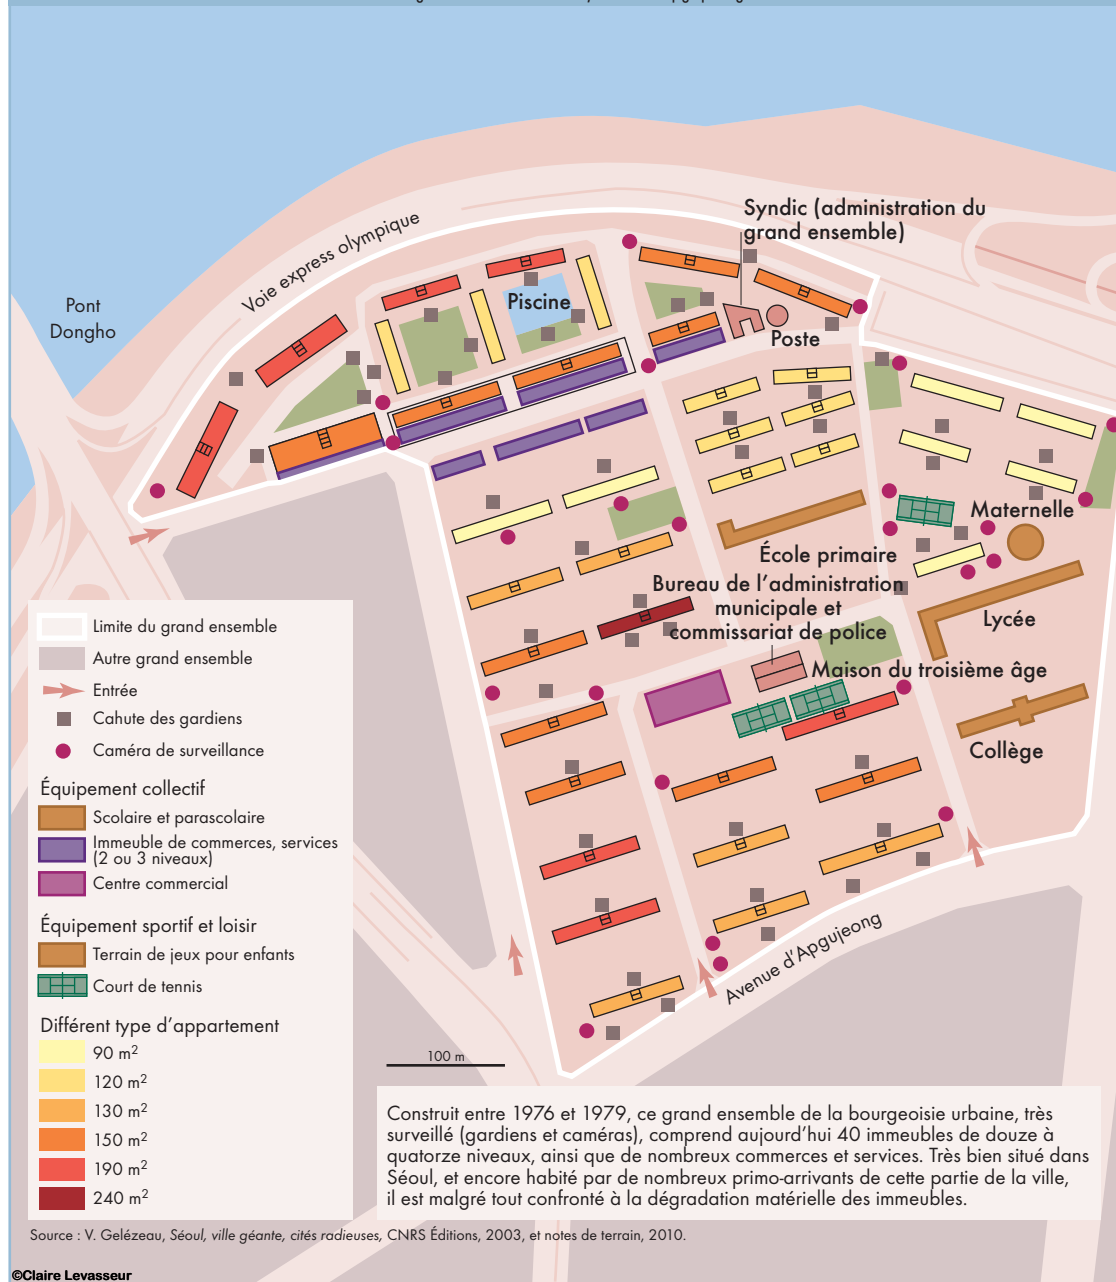 Syndic (administration du
grand ensemble)
Voie express olympique
Pont
Dongho
Piscine
Poste
Maternelle
École primaire
Bureau de l'administration
municipale et
commissariat de police
Lycée
Maison du troisième âge
Collège
Avenue d'Apgujeong
Limite du grand ensemble
Autre grand ensemble
Entrée
Cahute des gardiens
Caméra de surveillance
Équipement collectif
Scolaire et parascolaire
Immeuble de commerces, services
(2 ou 3 niveaux)
Centre commercial
Équipement sportif et loisir
Terrain de jeux pour enfants
Court de tennis
Différent type d'appartement
90 m²
120 m²
130 m²
150 m²
190 m²
240 m²
100 m
Construit entre 1976 et 1979, ce grand ensemble de la bourgeoisie urbaine, très
surveillé (gardiens et caméras), comprend aujourd'hui 40 immeubles de douze à
quatorze niveaux, ainsi que de nombreux commerces et services. Très bien situé dans
Séoul, et encore habité par de nombreux primo-arrivants de cette partie de la ville,
il est malgré tout confronté à la dégradation matérielle des immeubles.
Source : V. Gelézeau, Séoul, ville géante, cités radieuses, CNRS Éditions, 2003, et notes de terrain, 2010.
©Claire Levasseur